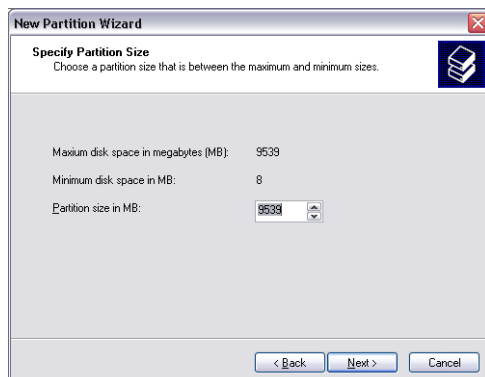 New Partition Wizard
Specify Partition Size
Choose a partition size that is between the maximum and minimum sizes.
Maxium disk space in megabytes (MB): 9539
Minimum disk space in MB: 8
Partition size in MB: 9539
< Back Next > Cancel